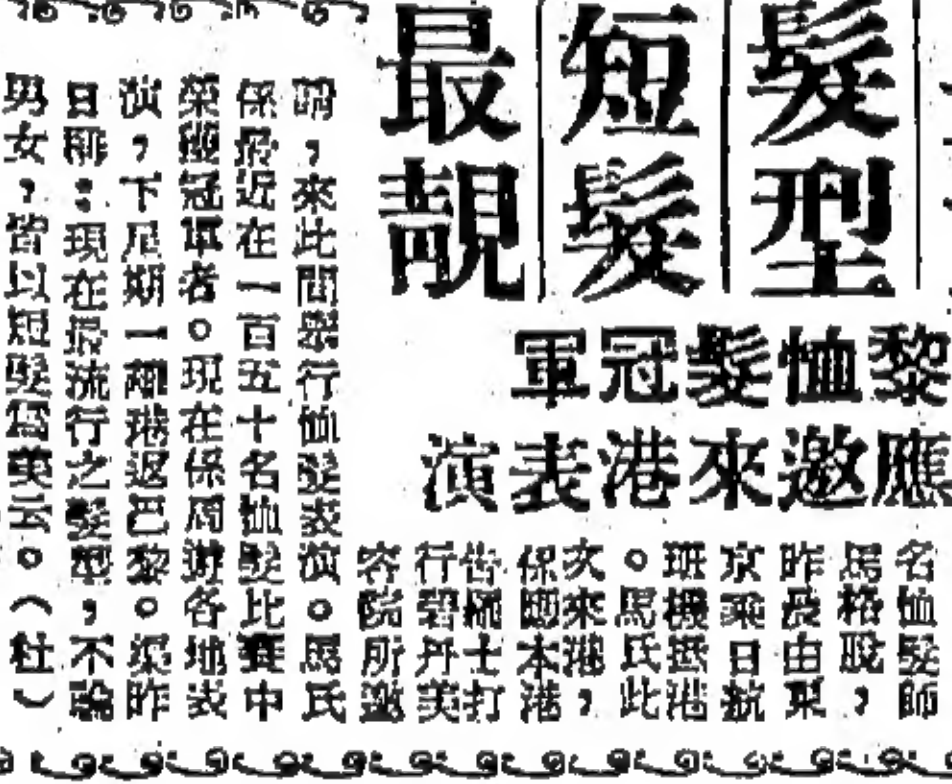 髮型
短髮
最靚
黎恤髮冠軍
應邀來港表演
名恤髮師
馬格脫，
昨晨由東
京乘日航
班機抵港
。馬氏此
次來港，
係應本港
告羅士打
行碧丹美
容院所邀
請，來此間舉行恤髮表演。馬氏
係最近在一百五十名恤髮比賽中
榮獲冠軍者。現在係周遊各地表
演，下星期一離港返巴黎。渠昨
日稱：現在最流行之髮型，不論
男女，皆以短髮爲美云。（杜）